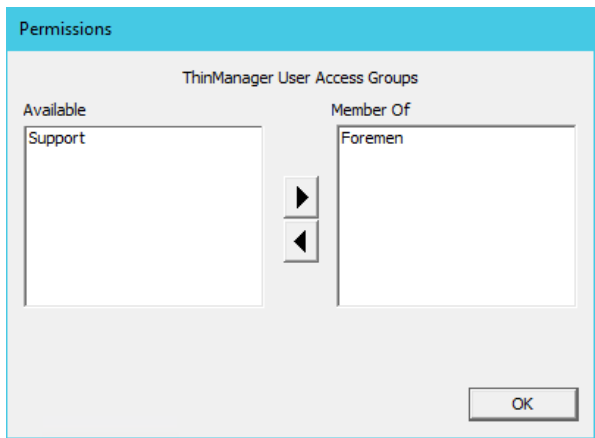 Permissions
ThinManager User Access Groups
Available
Member Of
Support
Foremen
OK